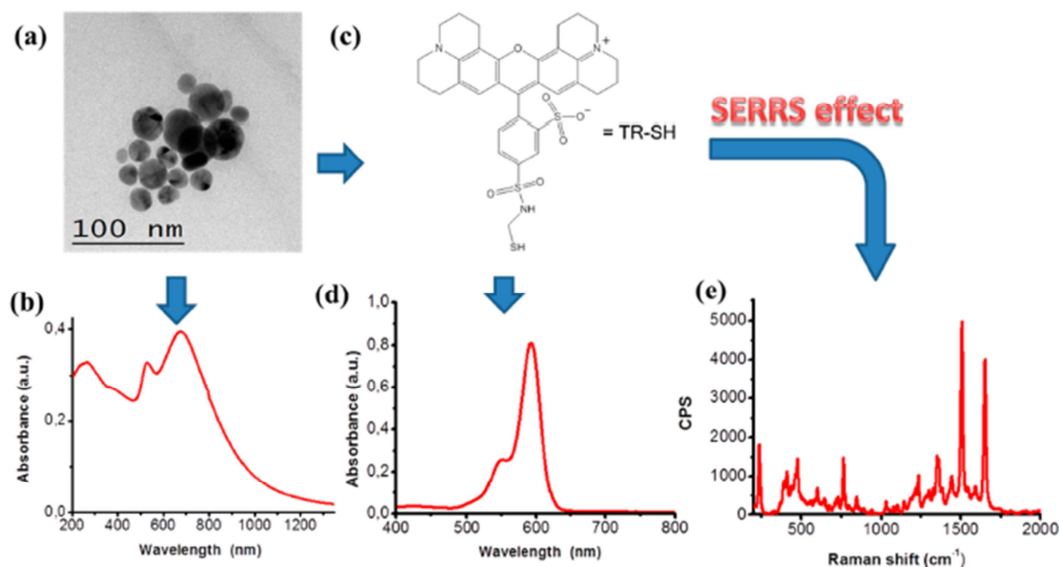 (a)
100 nm
(c)
N
O
N
+
O
S
O⁻
O
= TR-SH
O
S
O
NH
SH
SERRS effect
(b)
Absorbance (a.u.)
0,4
0,2
0,0
200 400 600 800 1000 1200
Wavelength (nm)
(d)
Absorbance (a.u.)
1,0
0,8
0,6
0,4
0,2
0,0
400 500 600 700 800
Wavelength (nm)
(e)
CPS
5000
4000
3000
2000
1000
0
500 1000 1500 2000
Raman shift (cm⁻¹)